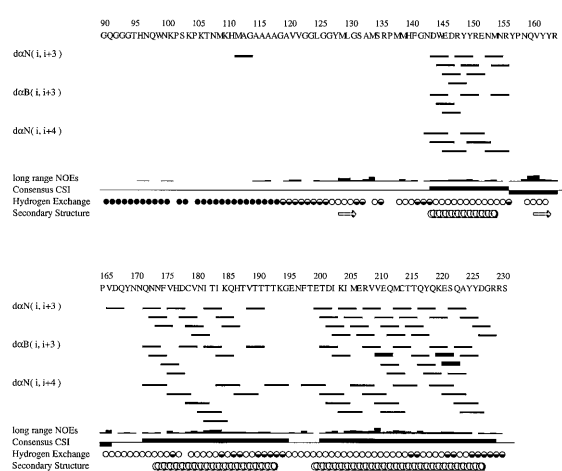 90 95 100 105 110 115 120 125 130 135 140 145 150 155 160
GQGGGTHNQWNKPSKPKTNMKHMAGAAAAGAVVGGLGGYMLGSAMSRPMMHFGNDWEDRYYRENMNRYPNQVYYR
dαN(i,i+3)
dαB(i,i+3)
dαN(i,i+4)
long range NOEs
Consensus CSI
Hydrogen Exchange
Secondary Structure
165 170 175 180 185 190 195 200 205 210 215 220 225 230
PVDQYNNQNNFVHDCVNITIKQHTVTTTTKGENFTETDIKIMERVVEQMCTTQYQKESQAYYDGRRS
dαN(i,i+3)
dαB(i,i+3)
dαN(i,i+4)
long range NOEs
Consensus CSI
Hydrogen Exchange
Secondary Structure